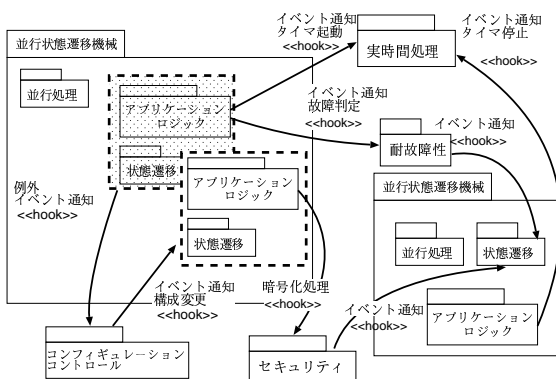 イベント通知
タイマ起動
<<hook>>
イベント通知
タイマ停止
<<hook>>
実時間処理
並行状態遷移機械
並行処理
アプリケーション
ロジック
状態遷移
イベント通知
故障判定
<<hook>>
イベント通知
<<hook>>
耐故障性
アプリケーション
ロジック
状態遷移
例外
イベント通知
<<hook>>
並行状態遷移機械
並行処理
状態遷移
アプリケーション
ロジック
イベント通知
構成変更
<<hook>>
暗号化処理
<<hook>>
イベント通知
<<hook>>
コンフィギュレーション
コントロール
セキュリティ